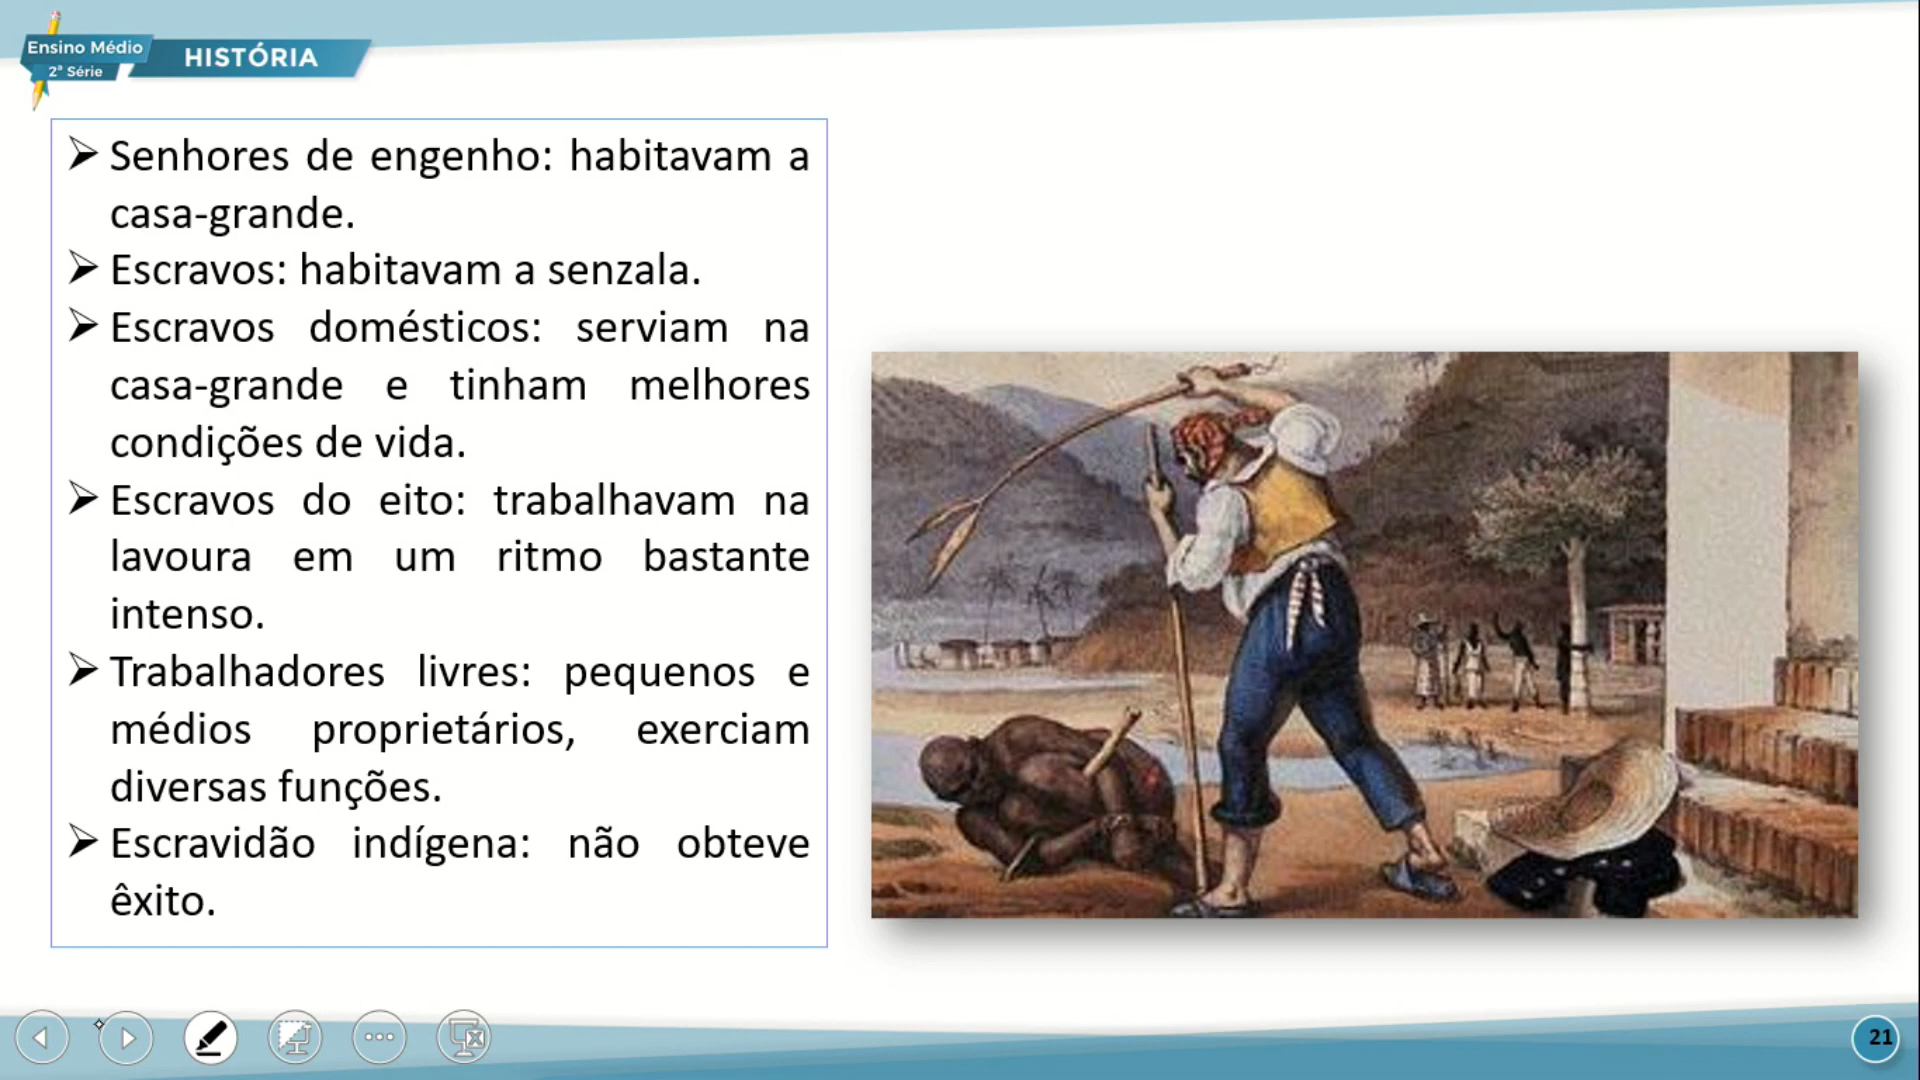 Ensino Médio
2ª Série
HISTÓRIA
➢ Senhores de engenho: habitavam a
casa-grande.
➢ Escravos: habitavam a senzala.
➢ Escravos domésticos: serviam na
casa-grande e tinham melhores
condições de vida.
➢ Escravos do eito: trabalhavam na
lavoura em um ritmo bastante
intenso.
➢ Trabalhadores livres: pequenos e
médios proprietários, exerciam
diversas funções.
➢ Escravidão indígena: não obteve
êxito.
21